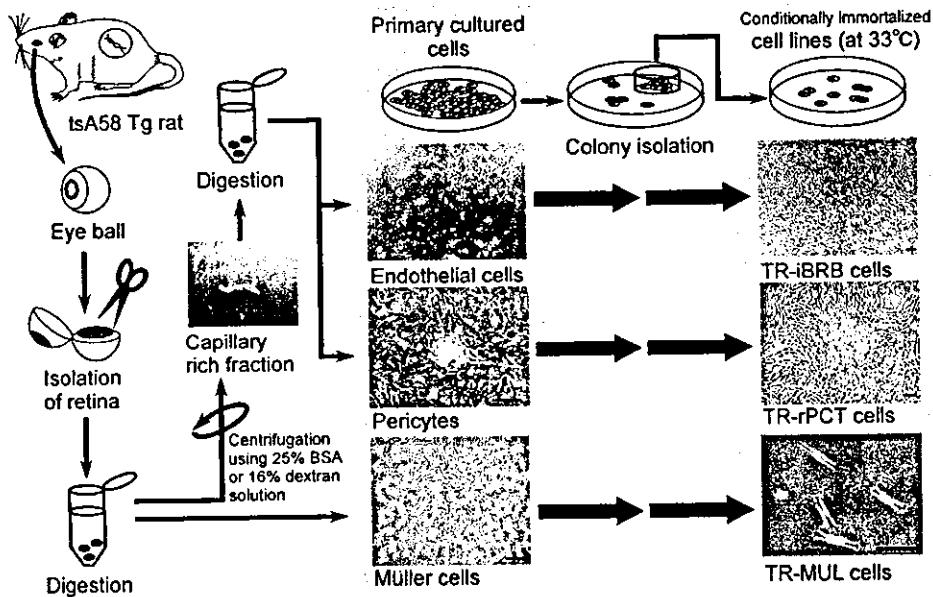 tsA58 Tg rat
Eye ball
Isolation
of retina
Digestion
Centrifugation
using 25% BSA
or 16% dextran
solution
Capillary
rich fraction
Digestion
Primary cultured
cells
Colony isolation
Conditionally Immortalized
cell lines (at 33°C)
Endothelial cells
TR-iBRB cells
Pericytes
TR-rPCT cells
Müller cells
TR-MUL cells